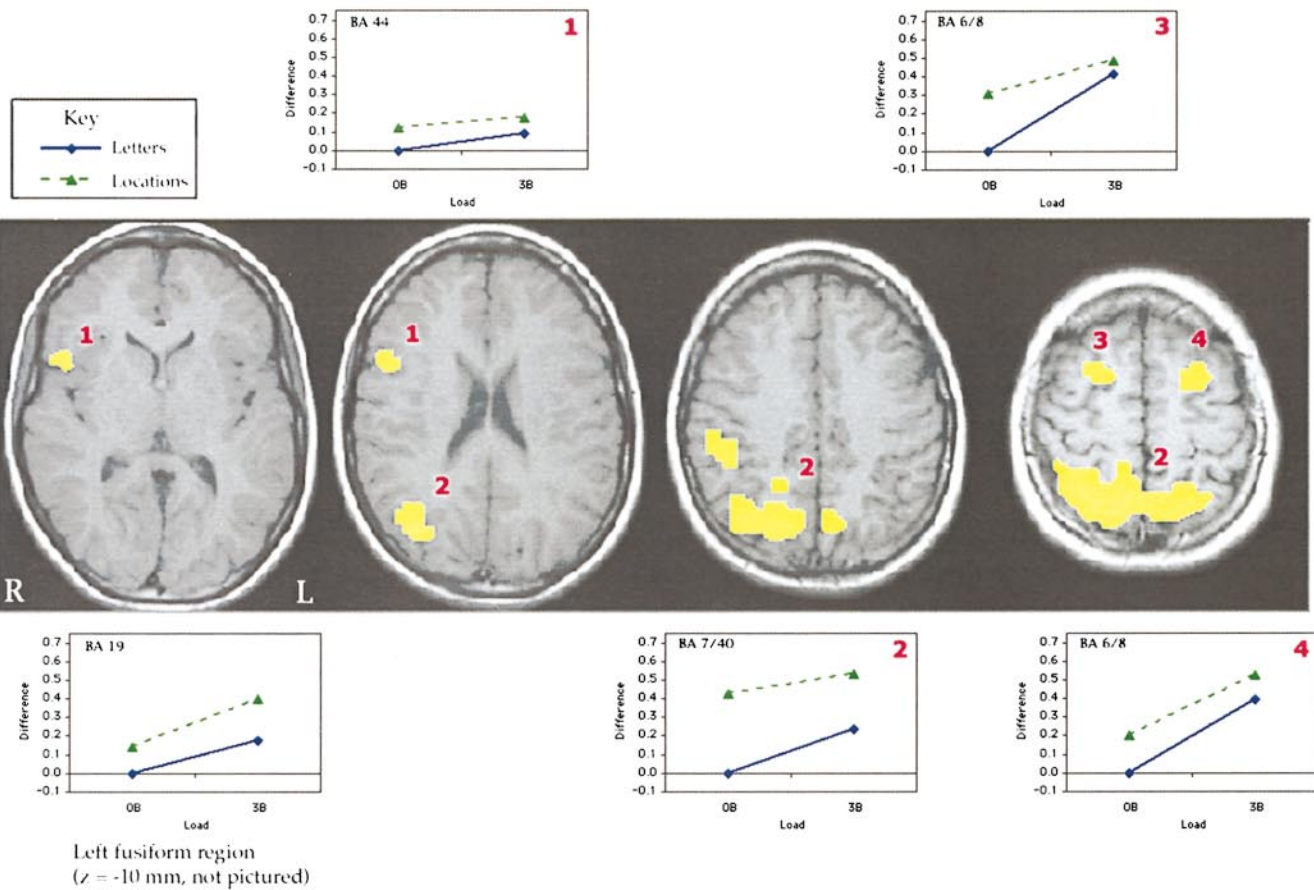 BA 44
1
0.7
0.6
0.5
0.4
0.3
0.2
0.1
0.0
-0.1
Difference
0B 3B
Load
BA 6/8
3
0.7
0.6
0.5
0.4
0.3
0.2
0.1
0.0
-0.1
Difference
0B 3B
Load
Key
Letters
Locations
1
1
2
2
3
4
2
R
L
BA 19
0.7
0.6
0.5
0.4
0.3
0.2
0.1
0.0
-0.1
Difference
0B 3B
Load
Left fusiform region
(z = -10 mm, not pictured)
BA 7/40
2
0.7
0.6
0.5
0.4
0.3
0.2
0.1
0.0
-0.1
Difference
0B 3B
Load
BA 6/8
4
0.7
0.6
0.5
0.4
0.3
0.2
0.1
0.0
-0.1
Difference
0B 3B
Load